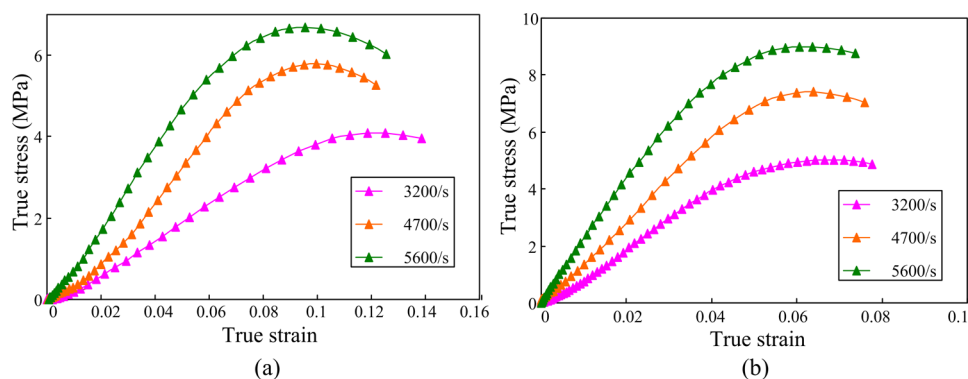 True stress (MPa)
6
4
2
0
0 0.02 0.04 0.06 0.08 0.1 0.12 0.14 0.16
True strain
3200/s
4700/s
5600/s
(a)
True stress (MPa)
10
8
6
4
2
0
0 0.02 0.04 0.06 0.08 0.1
True strain
3200/s
4700/s
5600/s
(b)